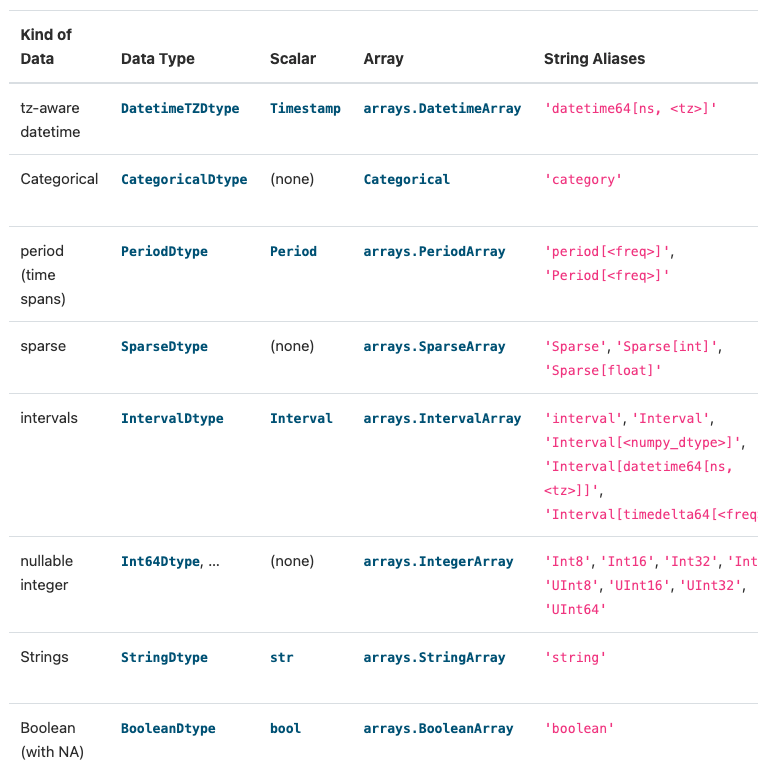 Kind of
Data Data Type Scalar Array String Aliases
tz-aware DatetimeTZDtype Timestamp arrays.DatetimeArray 'datetime64[ns, <tz>]'
datetime
Categorical CategoricalDtype (none) Categorical 'category'
period PeriodDtype Period arrays.PeriodArray 'period[<freq>]',
(time 'Period[<freq>]'
spans)
sparse SparseDtype (none) arrays.SparseArray 'Sparse', 'Sparse[int]',
'Sparse[float]'
intervals IntervalDtype Interval arrays.IntervalArray 'interval', 'Interval',
'Interval[<numpy_dtype>]',
'Interval[datetime64[ns,
<tz>]]',
'Interval[timedelta64[<freq
nullable Int64Dtype, ... (none) arrays.IntegerArray 'Int8', 'Int16', 'Int32', 'Int
integer 'UInt8', 'UInt16', 'UInt32',
'UInt64'
Strings StringDtype str arrays.StringArray 'string'
Boolean BooleanDtype bool arrays.BooleanArray 'boolean'
(with NA)